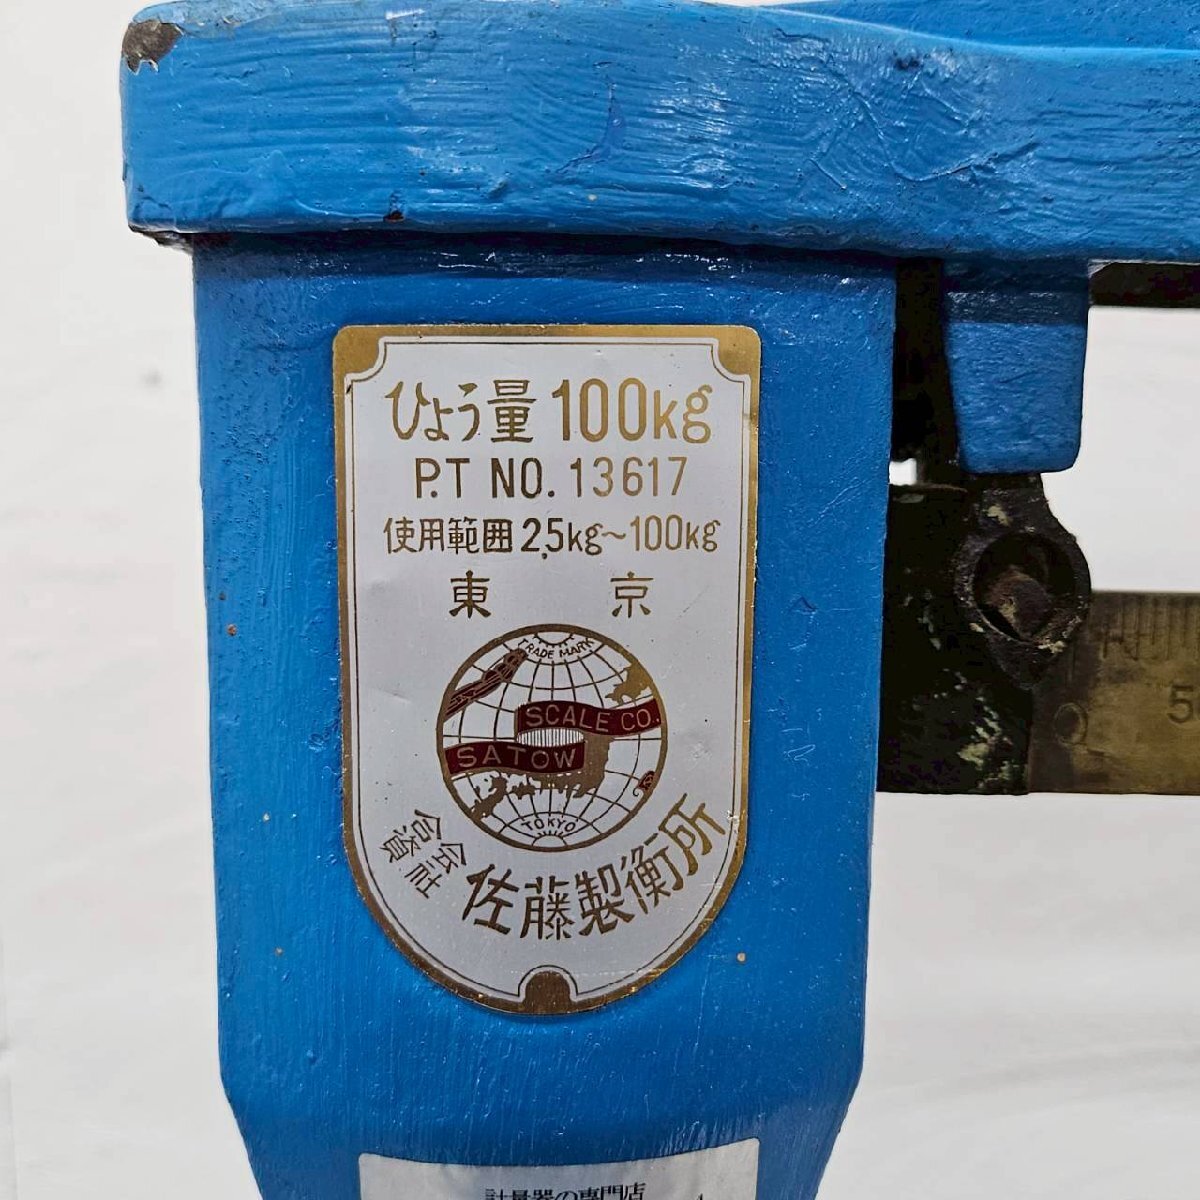 ひょう量 100kg
P.T NO. 13617
使用範囲 2.5kg~100kg
東京
TRADE MARK
SCALE CO.
SATOW
TOKYO
合資会社 佐藤製衡所
計量器の専門店
5